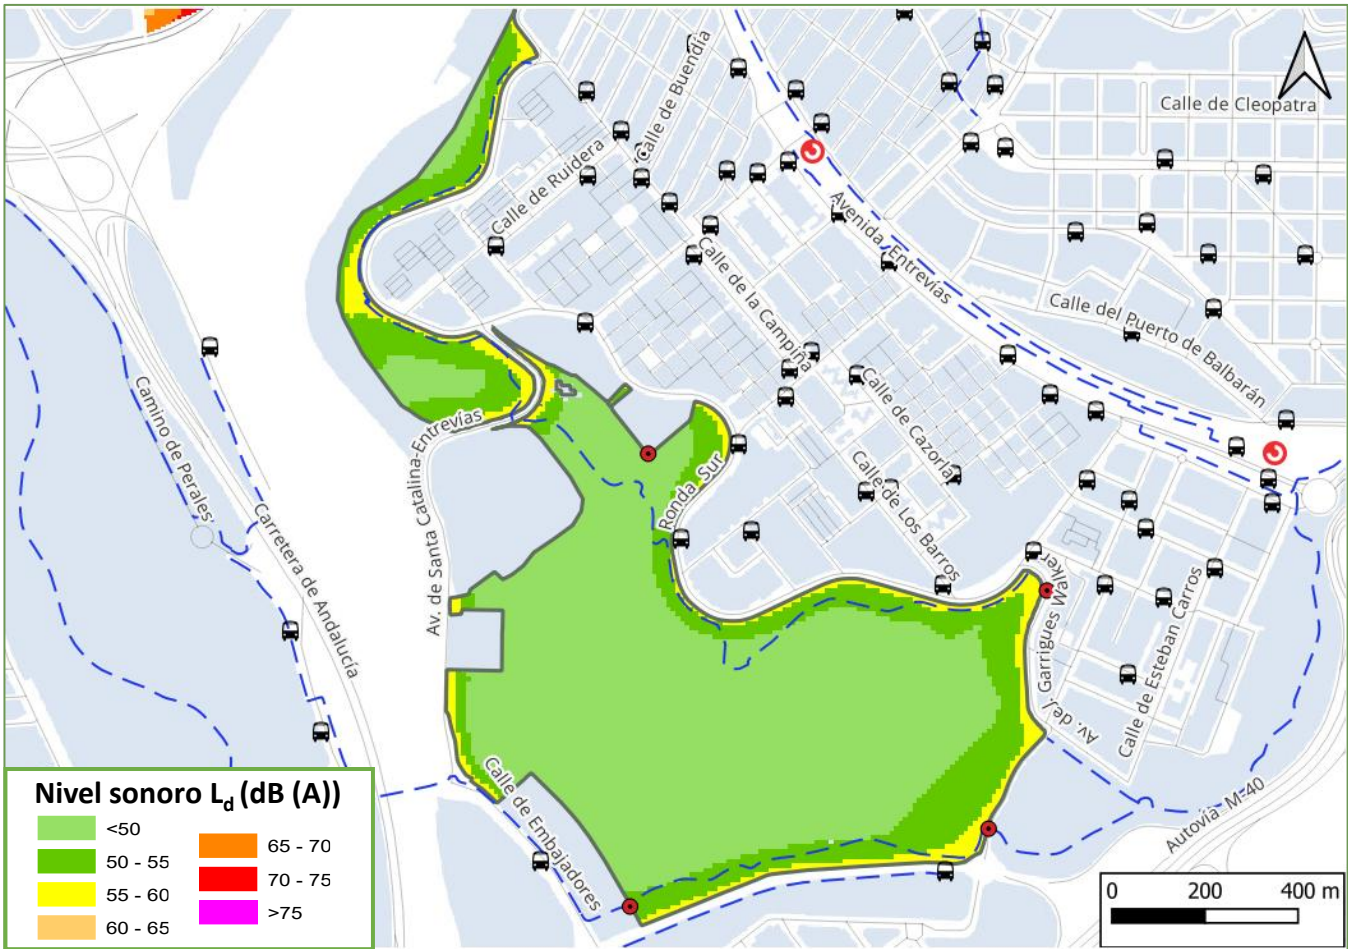 Calle de Cleopatra
Calle de Buendía
Calle de Ruidera
Avenida Entrevías
Calle de la Campiña
Calle del Puerto de Balbarán
Calle de Cazorla
Calle de Los Barros
Ronda Sur
Camino de Perales
Carretera de Andalucía
Av. de Santa Catalina-Entrevías
Av. de J. Garrigues Walker
Calle de Esteban Carros
Autovía M-40
Calle de Embajadores
Nivel sonoro Ld (dB (A))
<50
50 - 55
55 - 60
60 - 65
65 - 70
70 - 75
>75
0 200 400 m